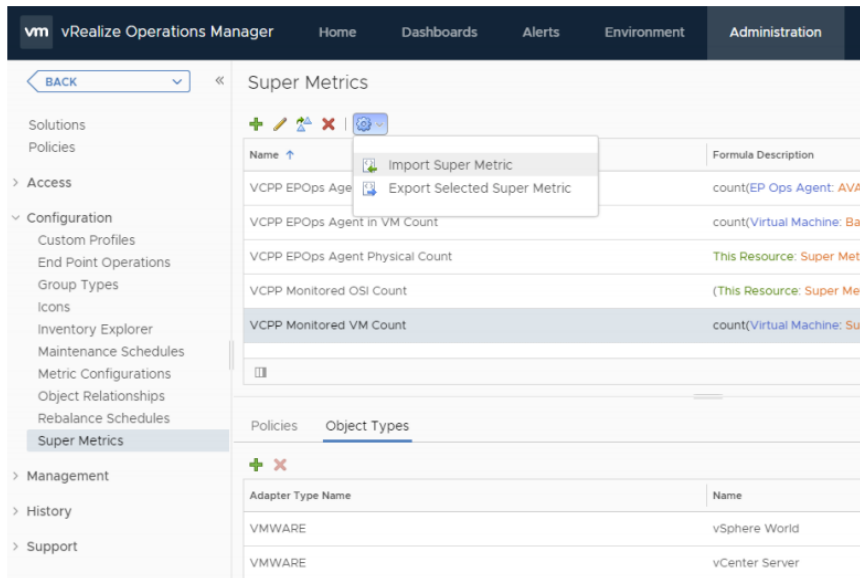 vm vRealize Operations Manager Home Dashboards Alerts Environment Administration
BACK
Solutions
Policies
Access
Configuration
Custom Profiles
End Point Operations
Group Types
Icons
Inventory Explorer
Maintenance Schedules
Metric Configurations
Object Relationships
Rebalance Schedules
Super Metrics
Management
History
Support
Super Metrics
Import Super Metric
Export Selected Super Metric
Name Formula Description
VCPP EPOps Age count(EP Ops Agent: AVA
VCPP EPOps Agent in VM Count count(Virtual Machine: Ba
VCPP EPOps Agent Physical Count This Resource: Super Met
VCPP Monitored OSI Count (This Resource: Super Me
VCPP Monitored VM Count count(Virtual Machine: Su
Policies Object Types
Adapter Type Name Name
VMWARE vSphere World
VMWARE vCenter Server